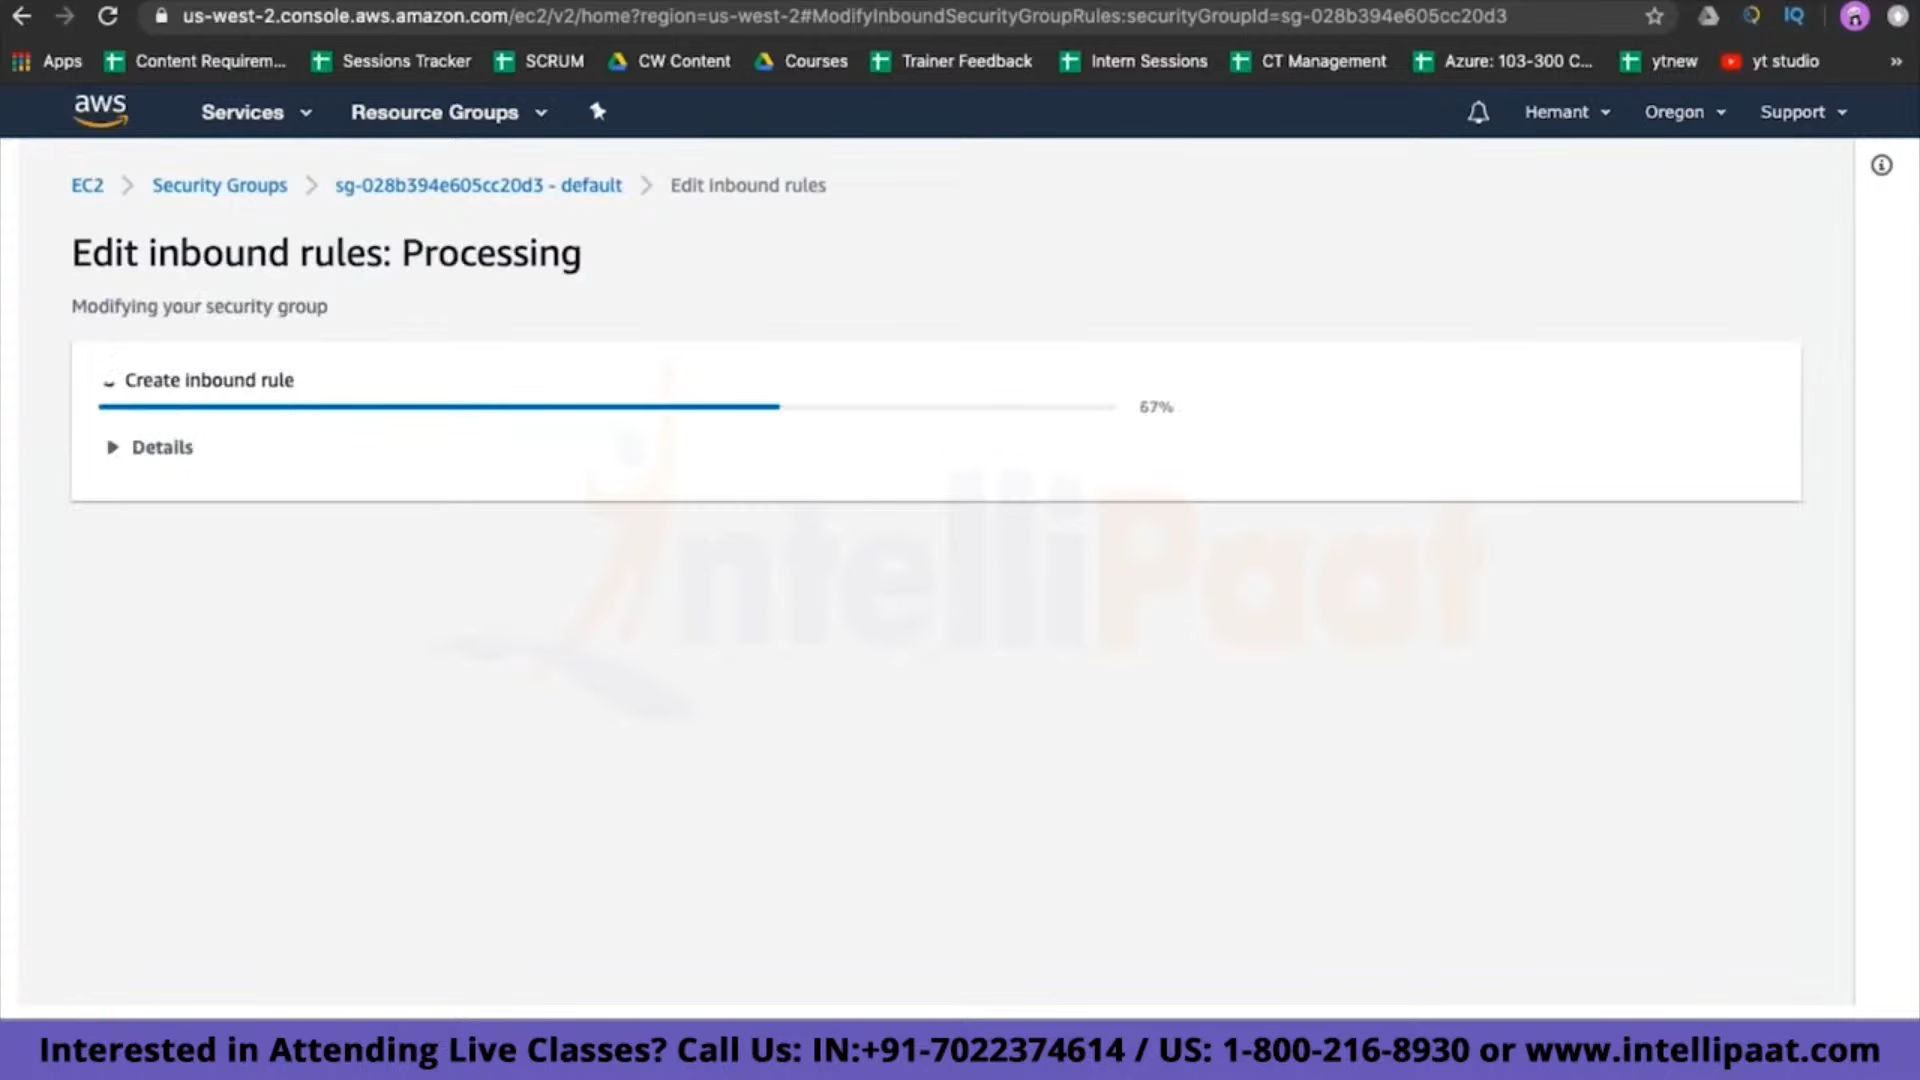 us-west-2.console.aws.amazon.com/ec2/v2/home?region=us-west-2#ModifyInboundSecurityGroupRules:securityGroupId=sg-028b394e605cc20d3
IQ
Apps Content Requirem... Sessions Tracker SCRUM CW Content Courses Trainer Feedback Intern Sessions CT Management Azure: 103-300 C... ytnew yt studio »
aws Services Resource Groups Hemant Oregon Support
EC2 Security Groups sg-028b394e605cc20d3 - default Edit inbound rules
Edit inbound rules: Processing
Modifying your security group
Create inbound rule
67%
Details
intelliPaat
Interested in Attending Live Classes? Call Us: IN:+91-7022374614 / US: 1-800-216-8930 or www.intellipaat.com